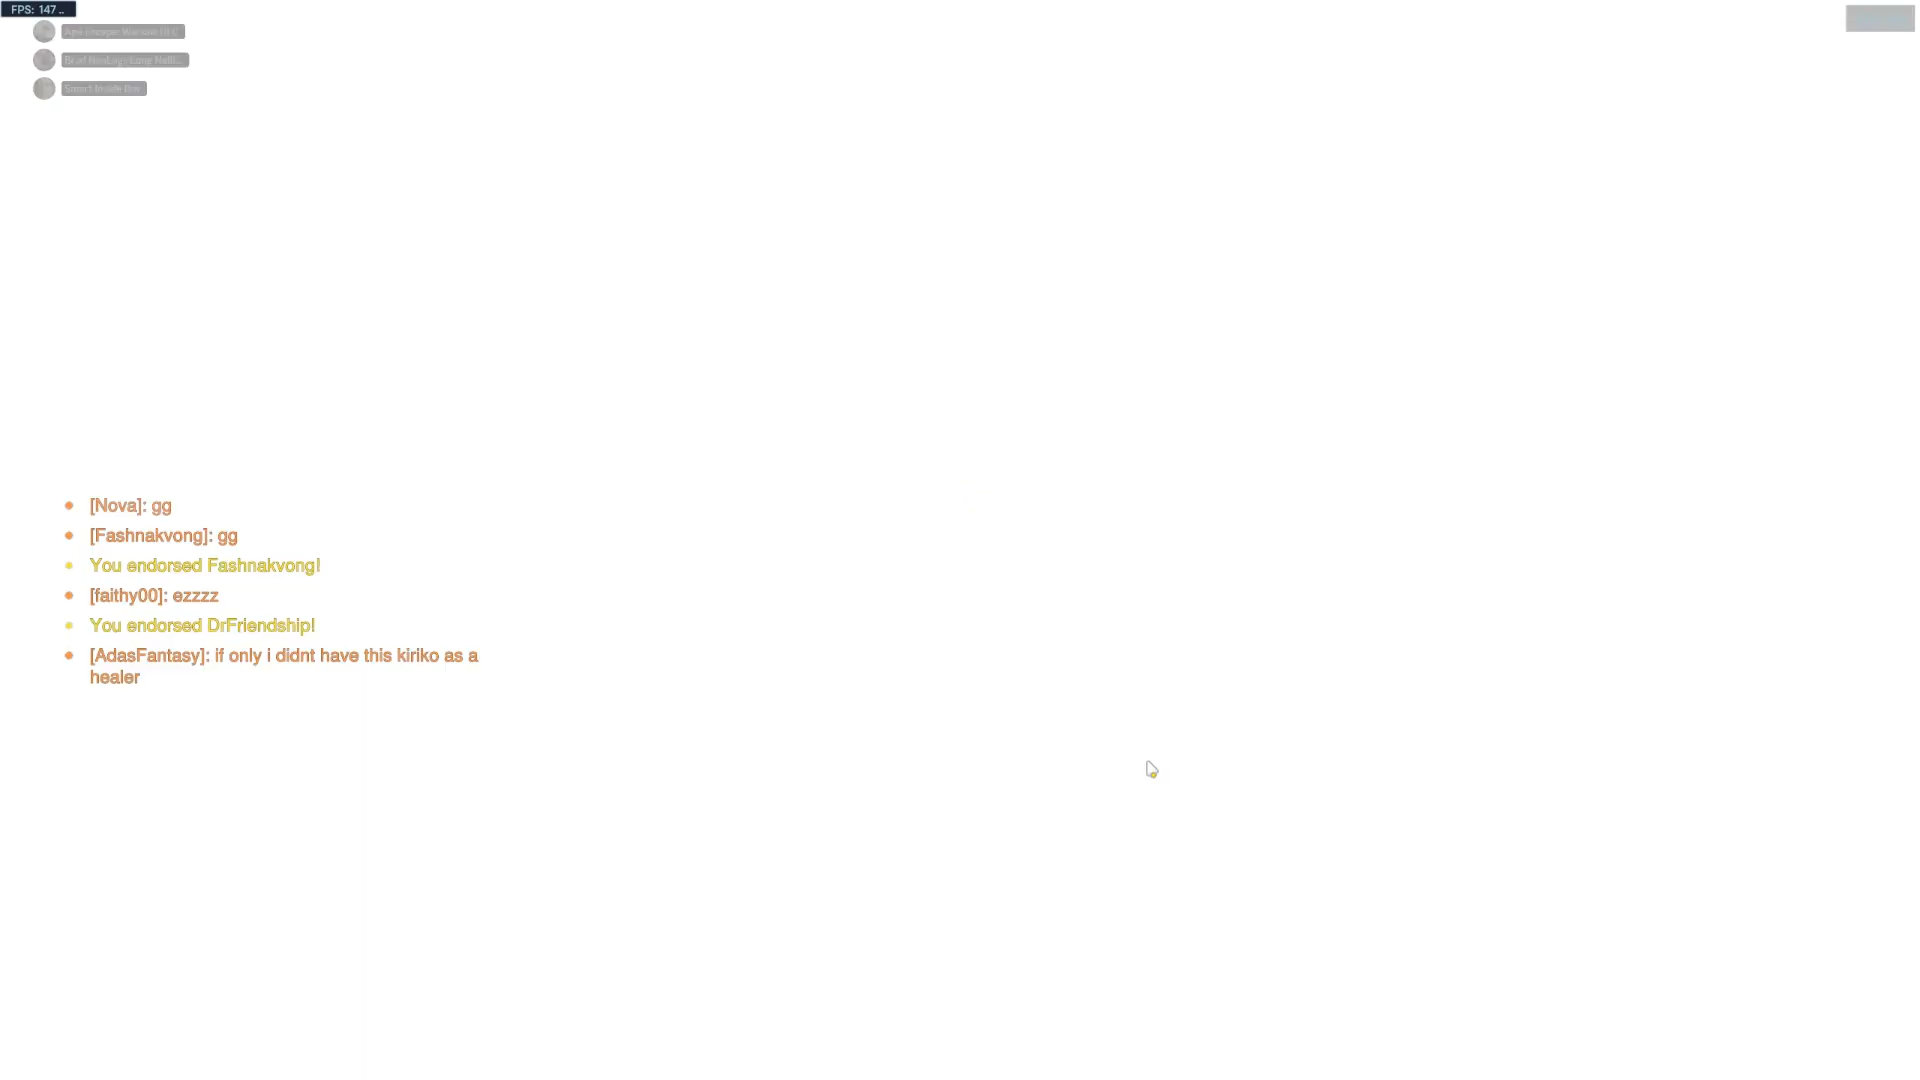 FPS: 147 ..
[Nova]: gg
[Fashnakvong]: gg
You endorsed Fashnakvong!
[faithy00]: ezzzz
You endorsed DrFriendship!
[AdasFantasy]: if only i didnt have this kiriko as a
healer